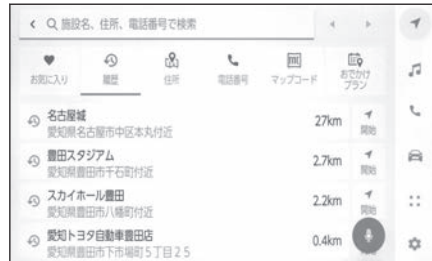 施設名、住所、電話番号で検索
お気に入り
履歴
住所
電話番号
マップコード
おでかけ
プラン
名古屋城
愛知県名古屋市中区本丸付近
27km
開始
豊田スタジアム
愛知県豊田市千石町付近
2.7km
開始
スカイホール豊田
愛知県豊田市八幡町付近
2.2km
開始
愛知トヨタ自動車豊田店
愛知県豊田市下市場町5丁目25
0.4km